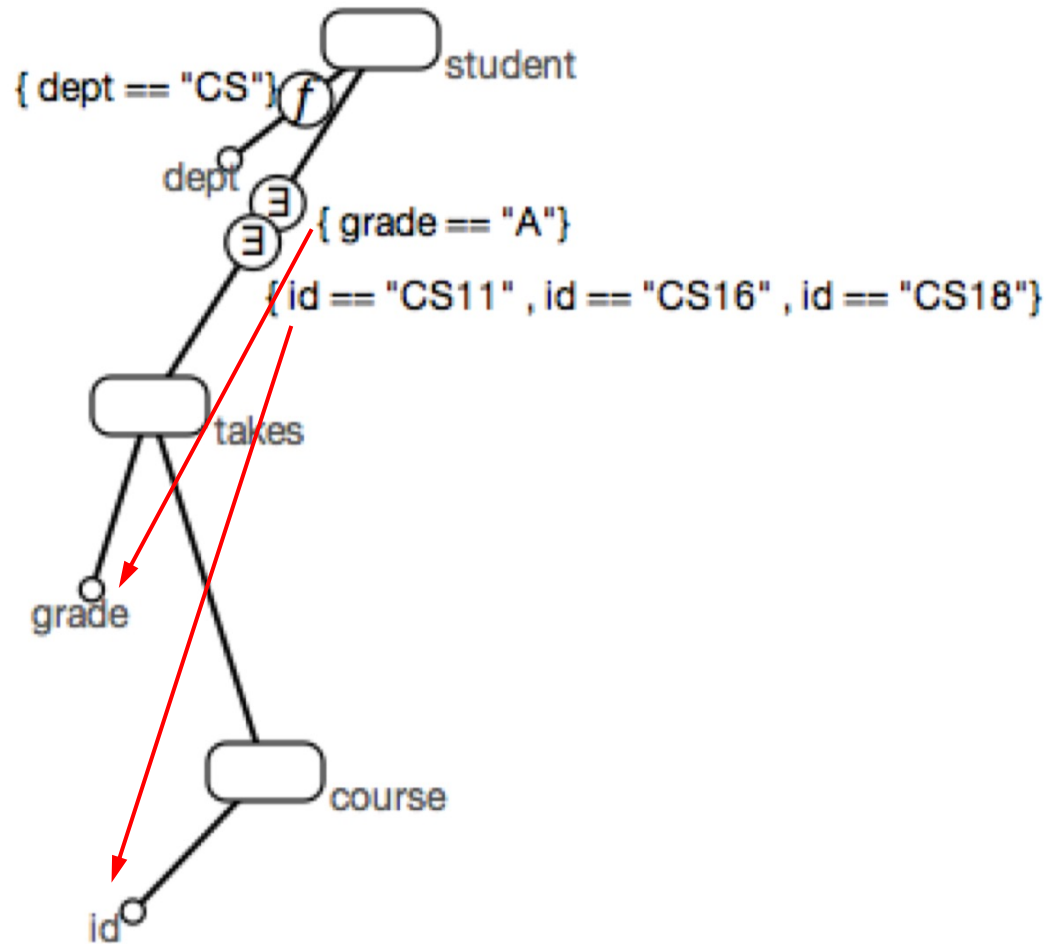 student
{ dept == "CS"}
f
dept
∃
{ grade == "A"}
∃
{ id == "CS11" , id == "CS16" , id == "CS18"}
takes
grade
course
id